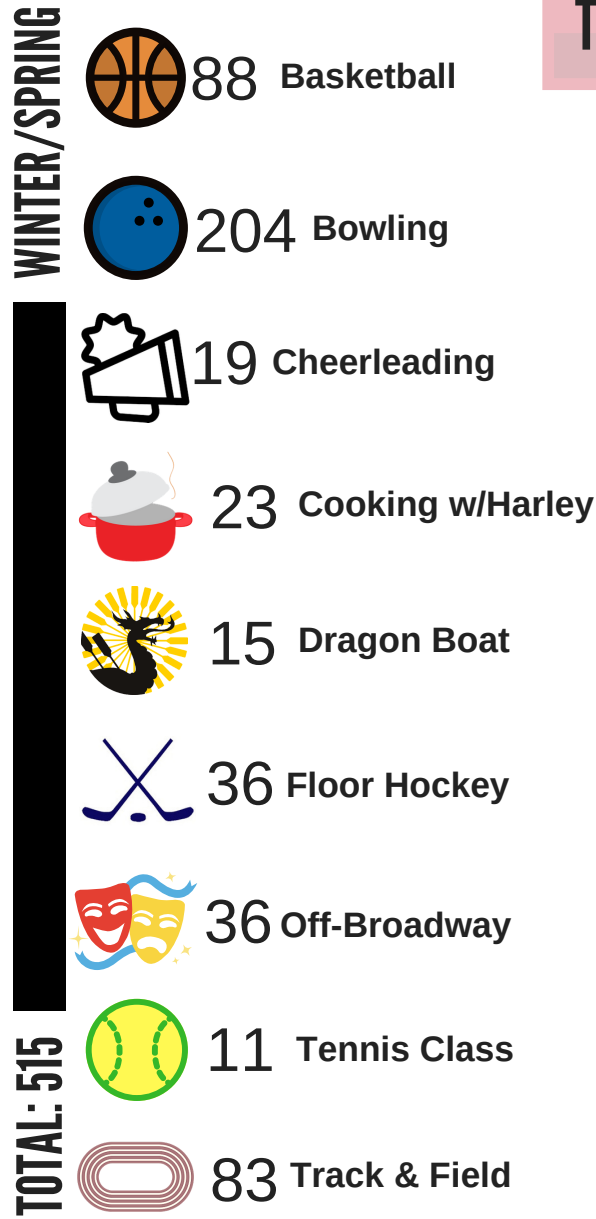 WINTER/SPRING
88 Basketball
204 Bowling
19 Cheerleading
23 Cooking w/Harley
15 Dragon Boat
36 Floor Hockey
36 Off-Broadway
11 Tennis Class
83 Track & Field
TOTAL: 515